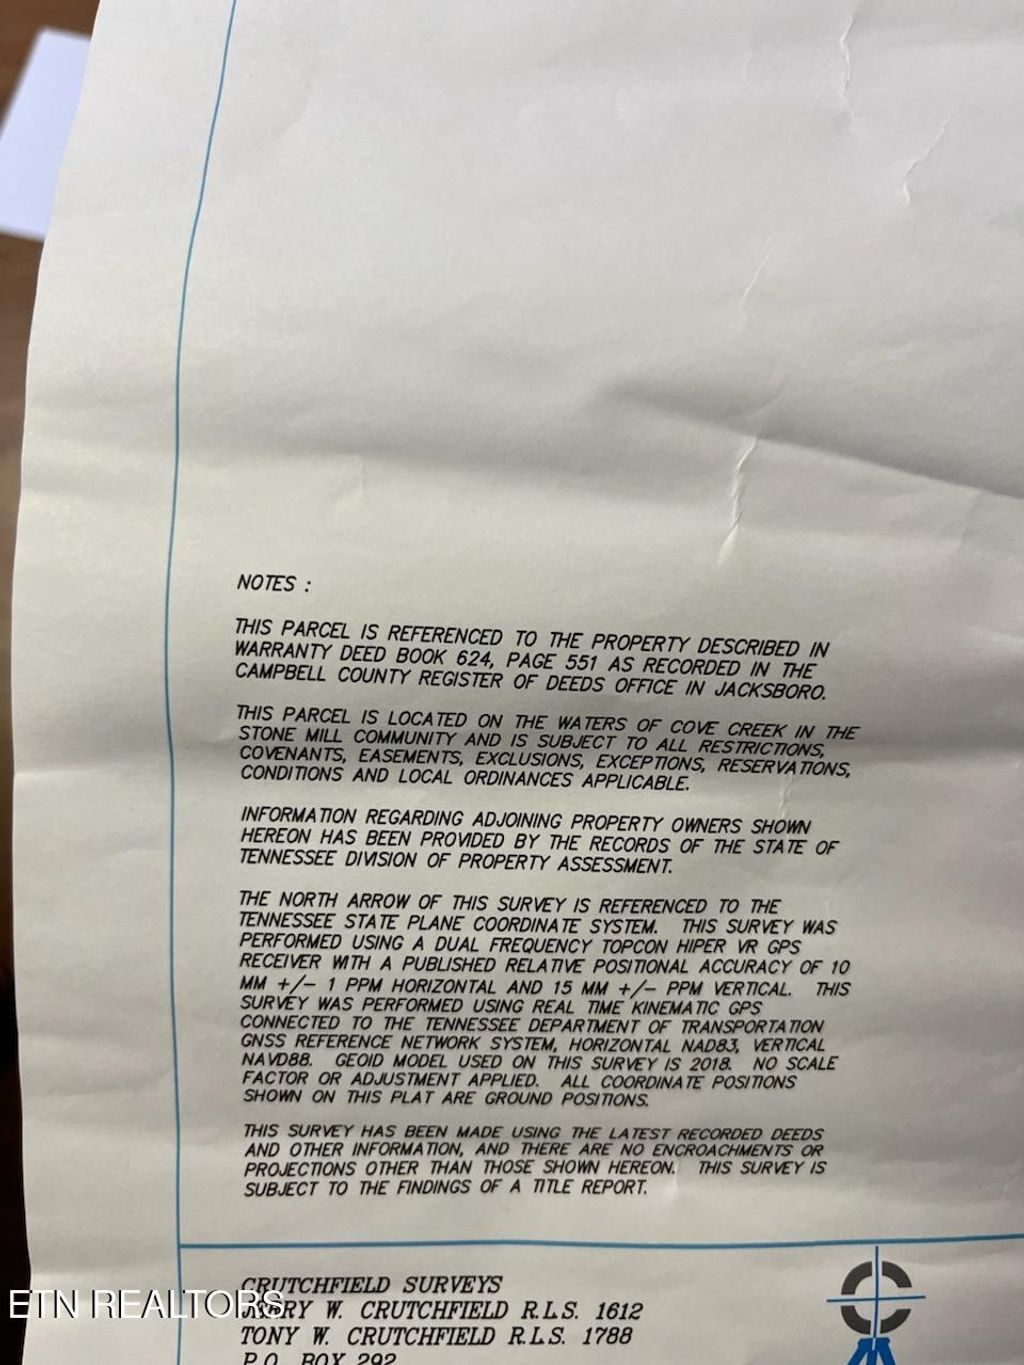 NOTES :
THIS PARCEL IS REFERENCED TO THE PROPERTY DESCRIBED IN
WARRANTY DEED BOOK 624, PAGE 551 AS RECORDED IN THE
CAMPBELL COUNTY REGISTER OF DEEDS OFFICE IN JACKSBORO.
THIS PARCEL IS LOCATED ON THE WATERS OF COVE CREEK IN THE
STONE MILL COMMUNITY AND IS SUBJECT TO ALL RESTRICTIONS,
COVENANTS, EASEMENTS, EXCLUSIONS, EXCEPTIONS, RESERVATIONS,
CONDITIONS AND LOCAL ORDINANCES APPLICABLE.
INFORMATION REGARDING ADJOINING PROPERTY OWNERS SHOWN
HEREON HAS BEEN PROVIDED BY THE RECORDS OF THE STATE OF
TENNESSEE DIVISION OF PROPERTY ASSESSMENT.
THE NORTH ARROW OF THIS SURVEY IS REFERENCED TO THE
TENNESSEE STATE PLANE COORDINATE SYSTEM. THIS SURVEY WAS
PERFORMED USING A DUAL FREQUENCY TOPCON HIPER VR GPS
RECEIVER WITH A PUBLISHED RELATIVE POSITIONAL ACCURACY OF 10
MM +/- 1 PPM HORIZONTAL AND 15 MM +/- PPM VERTICAL. THIS
SURVEY WAS PERFORMED USING REAL TIME KINEMATIC GPS
CONNECTED TO THE TENNESSEE DEPARTMENT OF TRANSPORTATION
GNSS REFERENCE NETWORK SYSTEM, HORIZONTAL NAD83, VERTICAL
NAVD88. GEOID MODEL USED ON THIS SURVEY IS 2018. NO SCALE
FACTOR OR ADJUSTMENT APPLIED. ALL COORDINATE POSITIONS
SHOWN ON THIS PLAT ARE GROUND POSITIONS.
THIS SURVEY HAS BEEN MADE USING THE LATEST RECORDED DEEDS
AND OTHER INFORMATION, AND THERE ARE NO ENCROACHMENTS OR
PROJECTIONS OTHER THAN THOSE SHOWN HEREON. THIS SURVEY IS
SUBJECT TO THE FINDINGS OF A TITLE REPORT.
CRUTCHFIELD SURVEYS
W. CRUTCHFIELD R.L.S. 1612
TONY W. CRUTCHFIELD R.L.S. 1788
P.O. BOX 292
ETN REALTORS